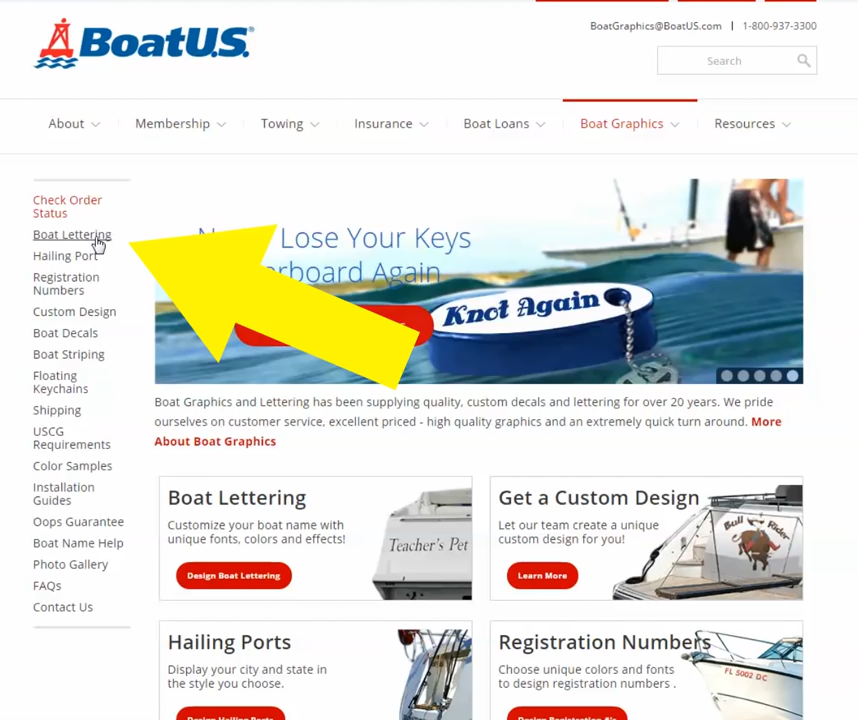 BoatU.S.
BoatGraphics@BoatUS.com | 1-800-937-3300
Search
About Membership Towing Insurance Boat Loans Boat Graphics Resources
Check Order
Status
Boat Lettering
Hailing Port
Registration
Numbers
Custom Design
Boat Decals
Boat Striping
Floating
Keychains
Shipping
USCG
Requirements
Color Samples
Installation
Guides
Oops Guarantee
Boat Name Help
Photo Gallery
FAQs
Contact Us
Lose Your Keys
Again
Knot Again
Boat Graphics and Lettering has been supplying quality, custom decals and lettering for over 20 years. We pride
ourselves on customer service, excellent priced - high quality graphics and an extremely quick turn around. More
About Boat Graphics
Boat Lettering
Customize your boat name with
unique fonts, colors and effects!
Design Boat Lettering
Teacher's Pet
Get a Custom Design
Let our team create a unique
custom design for you!
Learn More
Bull Rider
Hailing Ports
Display your city and state in
the style you choose.
Design Hailing Ports
Registration Numbers
Choose unique colors and fonts
to design registration numbers .
Design Registration #'s
FL 5002 DC